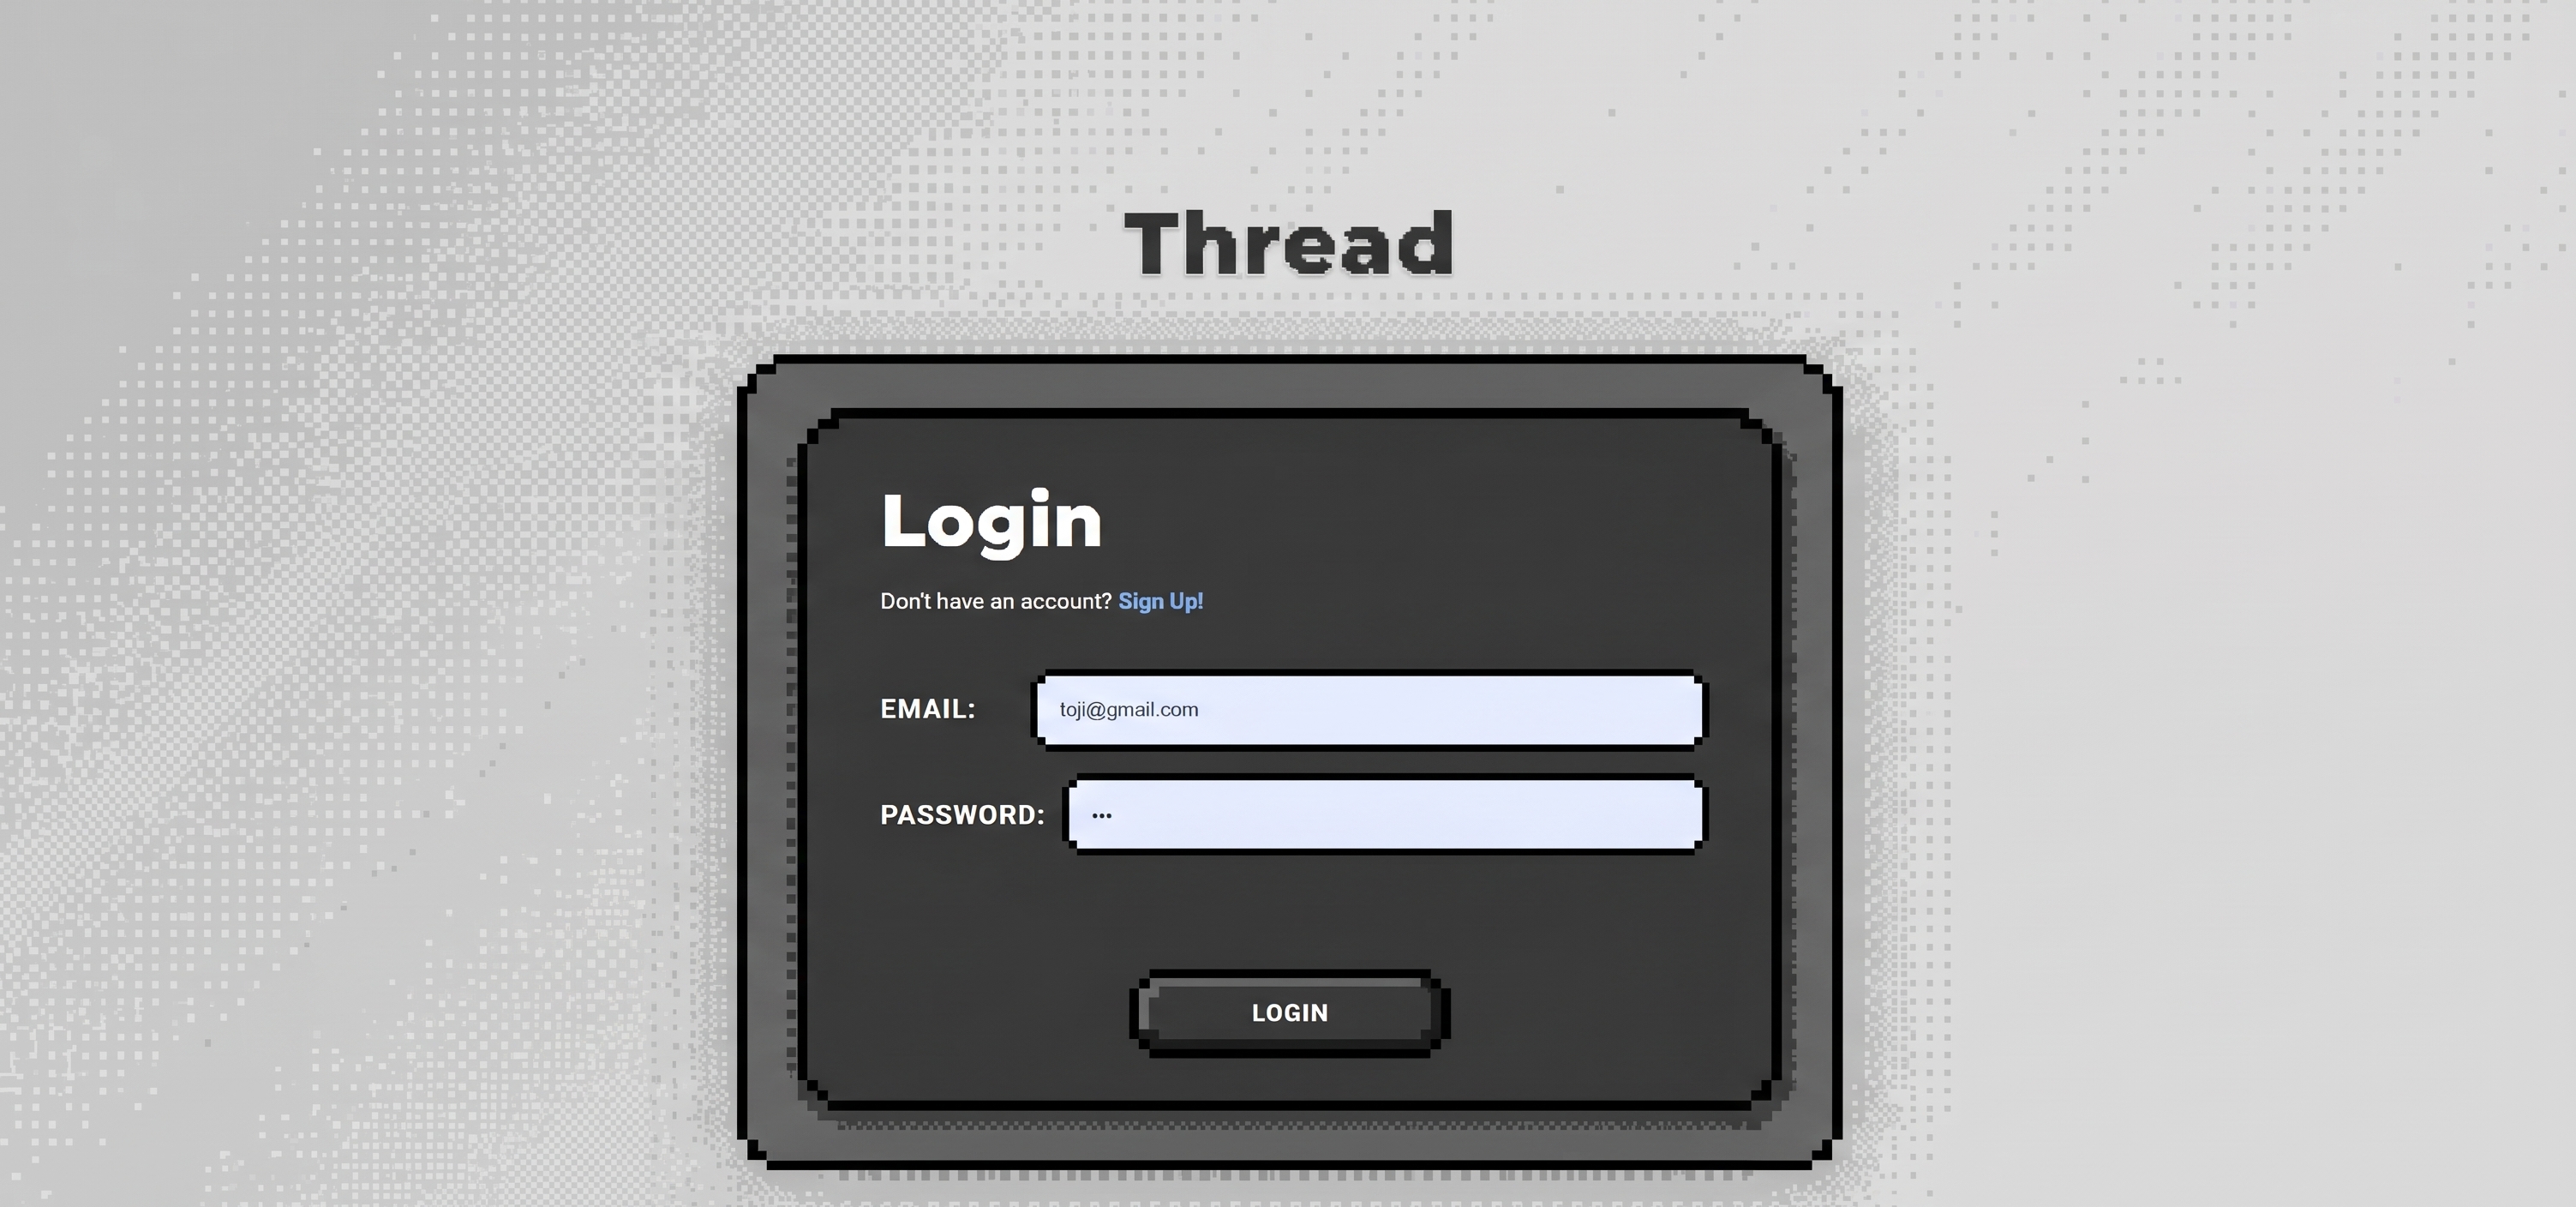 Thread
Login
Don't have an account? Sign Up!
EMAIL: toji@gmail.com
PASSWORD: •••
LOGIN